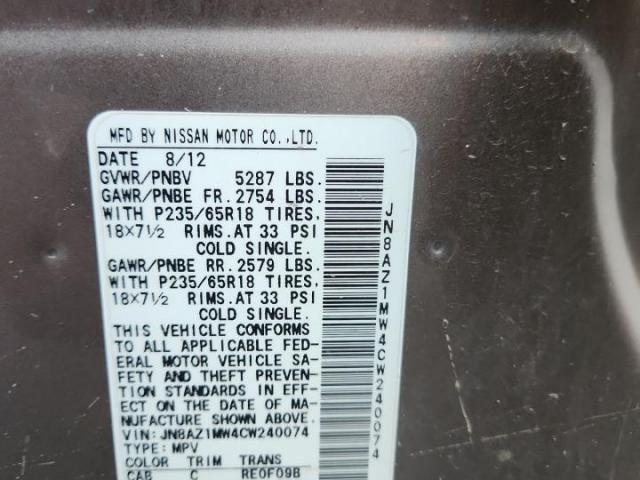 MFD BY NISSAN MOTOR CO.,LTD.
DATE 8/12
GVWR/PNBV 5287 LBS.
GAWR/PNBE FR. 2754 LBS.
WITH P235/65R18 TIRES.
18×7½ RIMS.AT 33 PSI
COLD SINGLE.
GAWR/PNBE RR. 2579 LBS.
WITH P235/65R18 TIRES.
18×7½ RIMS.AT 33 PSI
COLD SINGLE.
THIS VEHICLE CONFORMS
TO ALL APPLICABLE FED-
ERAL MOTOR VEHICLE SA-
FETY AND THEFT PREVEN-
TION STANDARDS IN EFF-
ECT ON THE DATE OF MA-
NUFACTURE SHOWN ABOVE.
VIN: JN8AZ1MW4CW240074
TYPE: MPV
COLOR TRIM TRANS
CAB C RE0F09B
JN8AZ1MW4CW240074